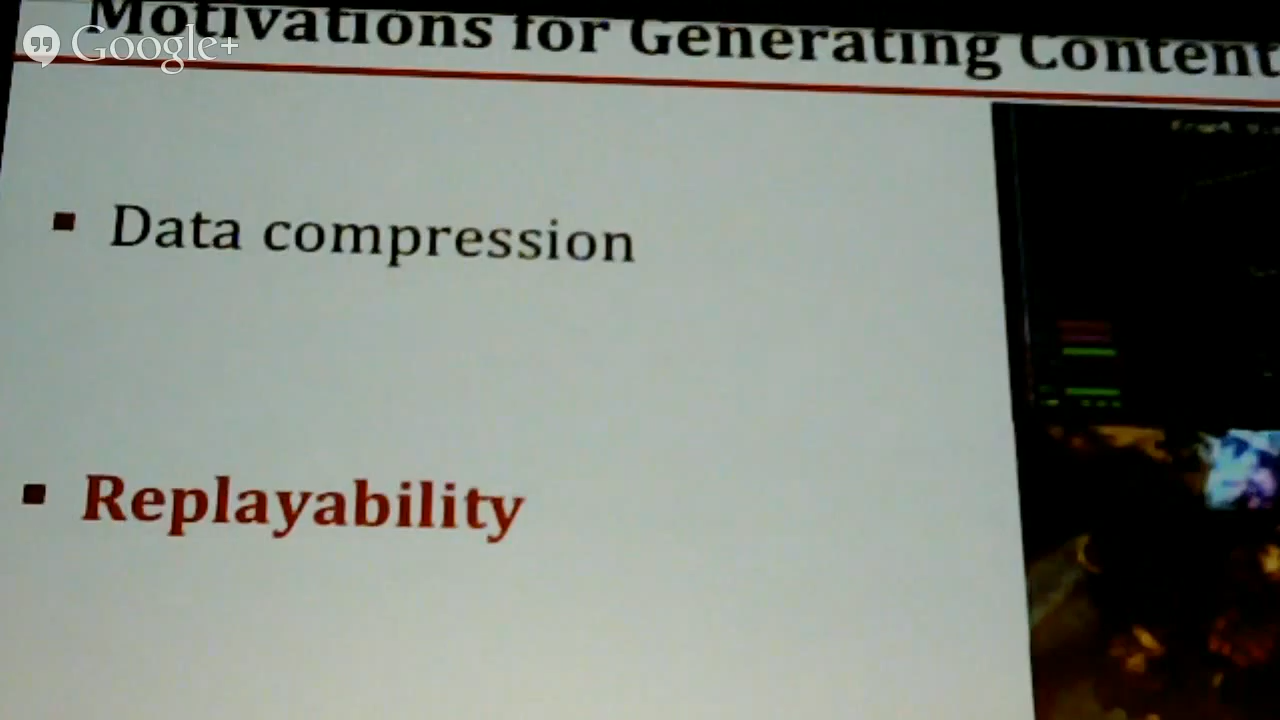 Google+
Motivations for Generating Content
▪ Data compression
▪ Replayability